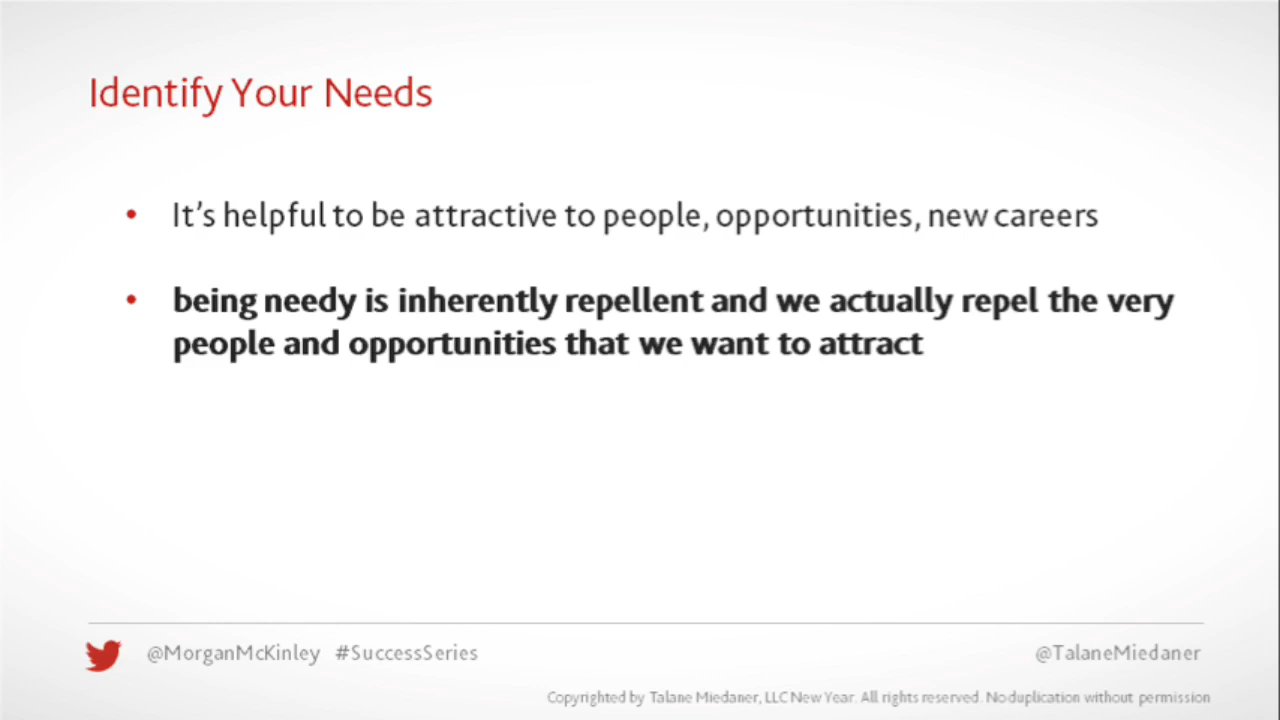 Identify Your Needs
• It's helpful to be attractive to people, opportunities, new careers
• being needy is inherently repellent and we actually repel the very
people and opportunities that we want to attract
@MorganMcKinley #SuccessSeries
@TalaneMiedaner
Copyrighted by Talane Miedaner, LLC New Year. All rights reserved. No duplication without permission